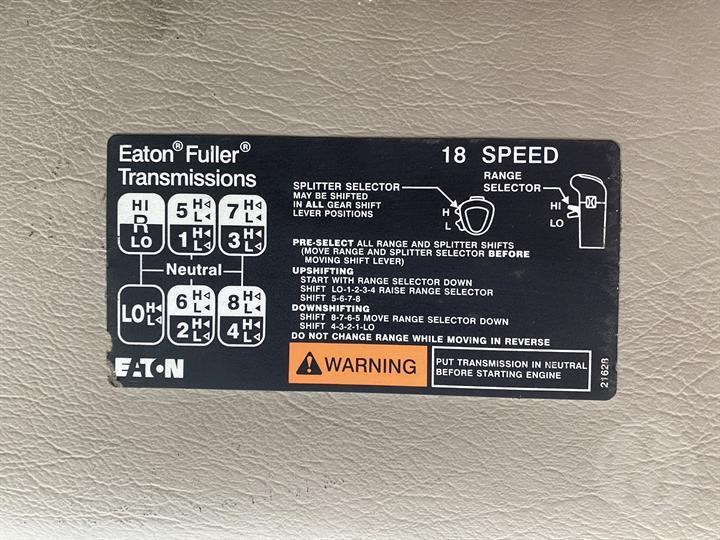 Eaton® Fuller®
Transmissions
18 SPEED
HI
R
LO
5 H
L
7 H
L
1 H
L
3 H
L
Neutral
LO H
L
6 H
L
8 H
L
2 H
L
4 H
L
EATON
SPLITTER SELECTOR
MAY BE SHIFTED
IN ALL GEAR SHIFT
LEVER POSITIONS
H
L
RANGE
SELECTOR
HI
LO
PRE-SELECT ALL RANGE AND SPLITTER SHIFTS
(MOVE RANGE AND SPLITTER SELECTOR BEFORE
MOVING SHIFT LEVER)
UPSHIFTING
START WITH RANGE SELECTOR DOWN
SHIFT LO-1-2-3-4 RAISE RANGE SELECTOR
SHIFT 5-6-7-8
DOWNSHIFTING
SHIFT 8-7-6-5 MOVE RANGE SELECTOR DOWN
SHIFT 4-3-2-1-LO
DO NOT CHANGE RANGE WHILE MOVING IN REVERSE
WARNING
PUT TRANSMISSION IN NEUTRAL
BEFORE STARTING ENGINE
21628